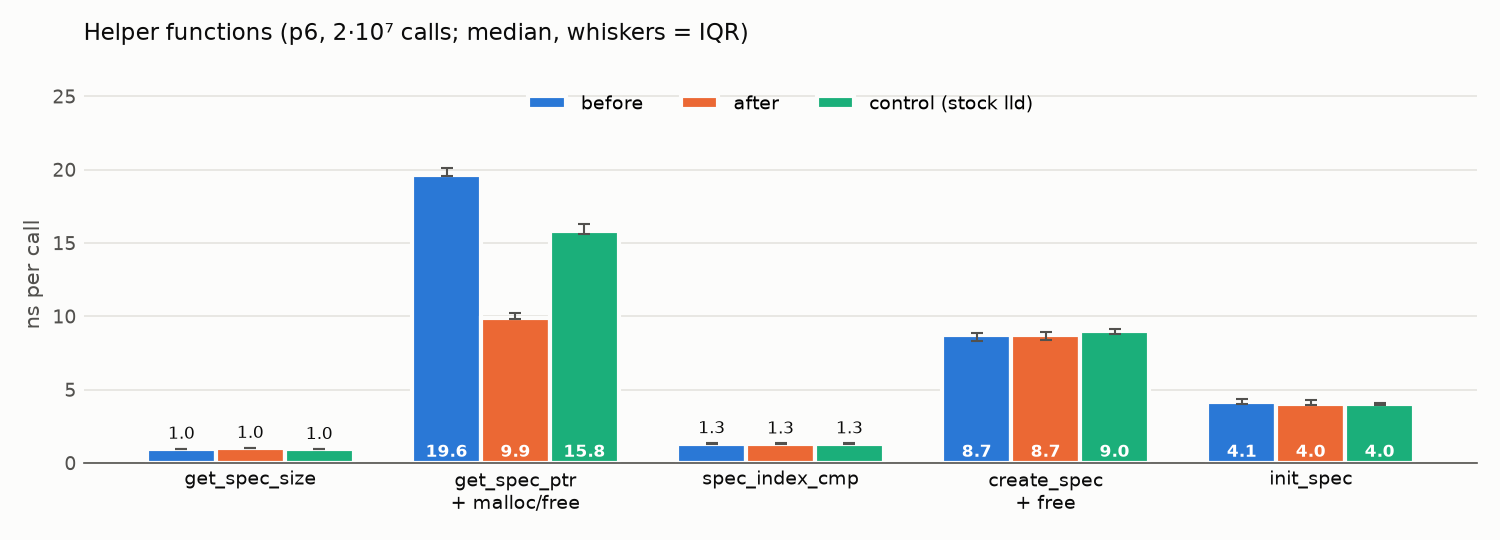 Helper functions (p6, 2·10⁷ calls; median, whiskers = IQR)
before after control (stock lld)
ns per call
25
20
15
10
5
0
1.0 1.0 1.0
19.6 9.9 15.8
1.3 1.3 1.3
8.7 8.7 9.0
4.1 4.0 4.0
get_spec_size
get_spec_ptr
+ malloc/free
spec_index_cmp
create_spec
+ free
init_spec